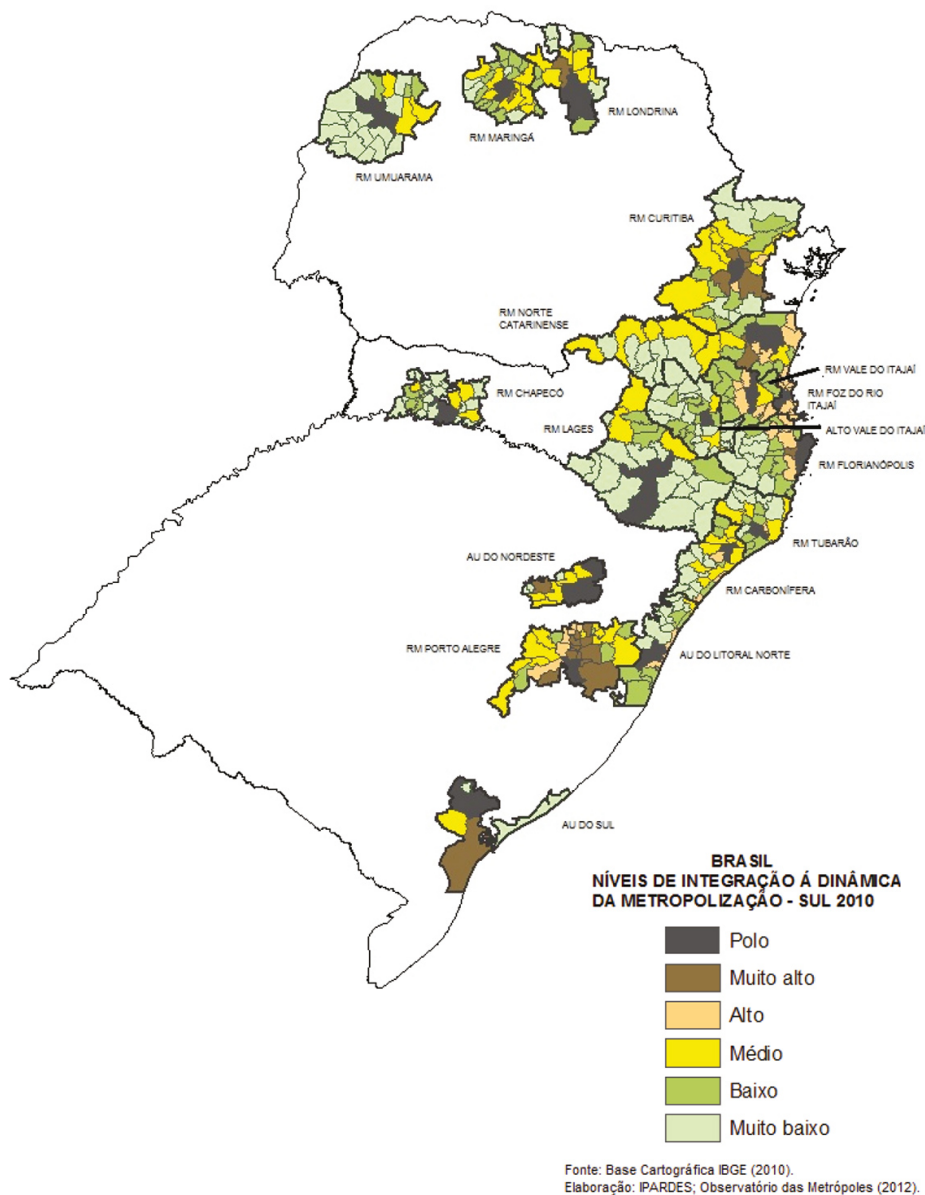 RM LONDRINA
RM MARINGÁ
RM UMUARAMA
RM CURITIBA
RM NORTE
CATARINENSE
RM VALE DO ITAJAÍ
RM CHAPECÓ
RM FOZ DO RIO
ITAJAÍ
RM LAGES
ALTO VALE DO ITAJAÍ
RM FLORIANÓPOLIS
RM TUBARÃO
AU DO NORDESTE
RM CARBONÍFERA
RM PORTO ALEGRE
AU DO LITORAL NORTE
AU DO SUL
BRASIL
NÍVEIS DE INTEGRAÇÃO Á DINÂMICA
DA METROPOLIZAÇÃO - SUL 2010
Polo
Muito alto
Alto
Médio
Baixo
Muito baixo
Fonte: Base Cartográfica IBGE (2010).
Elaboração: IPARDES; Observatório das Metrópoles (2012).